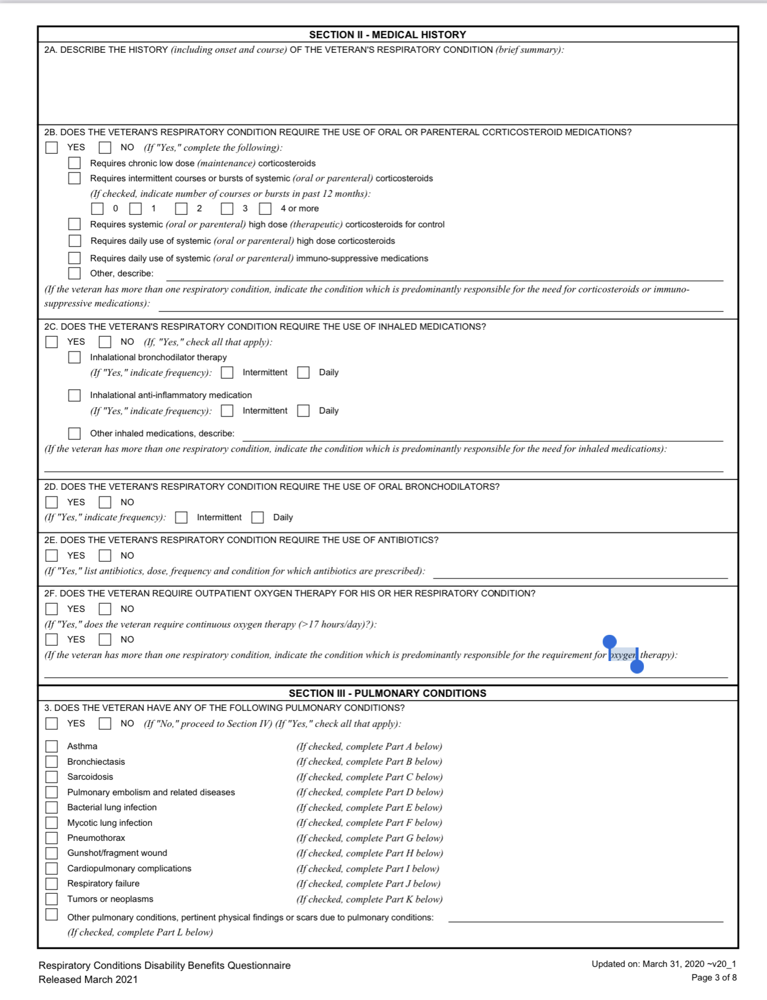 SECTION II - MEDICAL HISTORY
2A. DESCRIBE THE HISTORY (including onset and course) OF THE VETERAN'S RESPIRATORY CONDITION (brief summary):
2B. DOES THE VETERAN'S RESPIRATORY CONDITION REQUIRE THE USE OF ORAL OR PARENTERAL CORTICOSTEROID MEDICATIONS?
YES NO (If "Yes," complete the following):
Requires chronic low dose (maintenance) corticosteroids
Requires intermittent courses or bursts of systemic (oral or parenteral) corticosteroids
(If checked, indicate number of courses or bursts in past 12 months):
0 1 2 3 4 or more
Requires systemic (oral or parenteral) high dose (therapeutic) corticosteroids for control
Requires daily use of systemic (oral or parenteral) high dose corticosteroids
Requires daily use of systemic (oral or parenteral) immuno-suppressive medications
Other, describe:
(If the veteran has more than one respiratory condition, indicate the condition which is predominantly responsible for the need for corticosteroids or immuno-
suppressive medications):
2C. DOES THE VETERAN'S RESPIRATORY CONDITION REQUIRE THE USE OF INHALED MEDICATIONS?
YES NO (If, "Yes," check all that apply):
Inhalational bronchodilator therapy
(If "Yes," indicate frequency): Intermittent Daily
Inhalational anti-inflammatory medication
(If "Yes," indicate frequency): Intermittent Daily
Other inhaled medications, describe:
(If the veteran has more than one respiratory condition, indicate the condition which is predominantly responsible for the need for inhaled medications):
2D. DOES THE VETERAN'S RESPIRATORY CONDITION REQUIRE THE USE OF ORAL BRONCHODILATORS?
YES NO
(If "Yes," indicate frequency): Intermittent Daily
2E. DOES THE VETERAN'S RESPIRATORY CONDITION REQUIRE THE USE OF ANTIBIOTICS?
YES NO
(If "Yes," list antibiotics, dose, frequency and condition for which antibiotics are prescribed):
2F. DOES THE VETERAN REQUIRE OUTPATIENT OXYGEN THERAPY FOR HIS OR HER RESPIRATORY CONDITION?
YES NO
(If "Yes," does the veteran require continuous oxygen therapy (>17 hours/day)?):
YES NO
(If the veteran has more than one respiratory condition, indicate the condition which is predominantly responsible for the requirement for oxygen therapy):
SECTION III - PULMONARY CONDITIONS
3. DOES THE VETERAN HAVE ANY OF THE FOLLOWING PULMONARY CONDITIONS?
YES NO (If "No," proceed to Section IV) (If "Yes," check all that apply):
Asthma (If checked, complete Part A below)
Bronchiectasis (If checked, complete Part B below)
Sarcoidosis (If checked, complete Part C below)
Pulmonary embolism and related diseases (If checked, complete Part D below)
Bacterial lung infection (If checked, complete Part E below)
Mycotic lung infection (If checked, complete Part F below)
Pneumothorax (If checked, complete Part G below)
Gunshot/fragment wound (If checked, complete Part H below)
Cardiopulmonary complications (If checked, complete Part I below)
Respiratory failure (If checked, complete Part J below)
Tumors or neoplasms (If checked, complete Part K below)
Other pulmonary conditions, pertinent physical findings or scars due to pulmonary conditions:
(If checked, complete Part L below)
Respiratory Conditions Disability Benefits Questionnaire
Released March 2021
Updated on: March 31, 2020 ~v20_1
Page 3 of 8